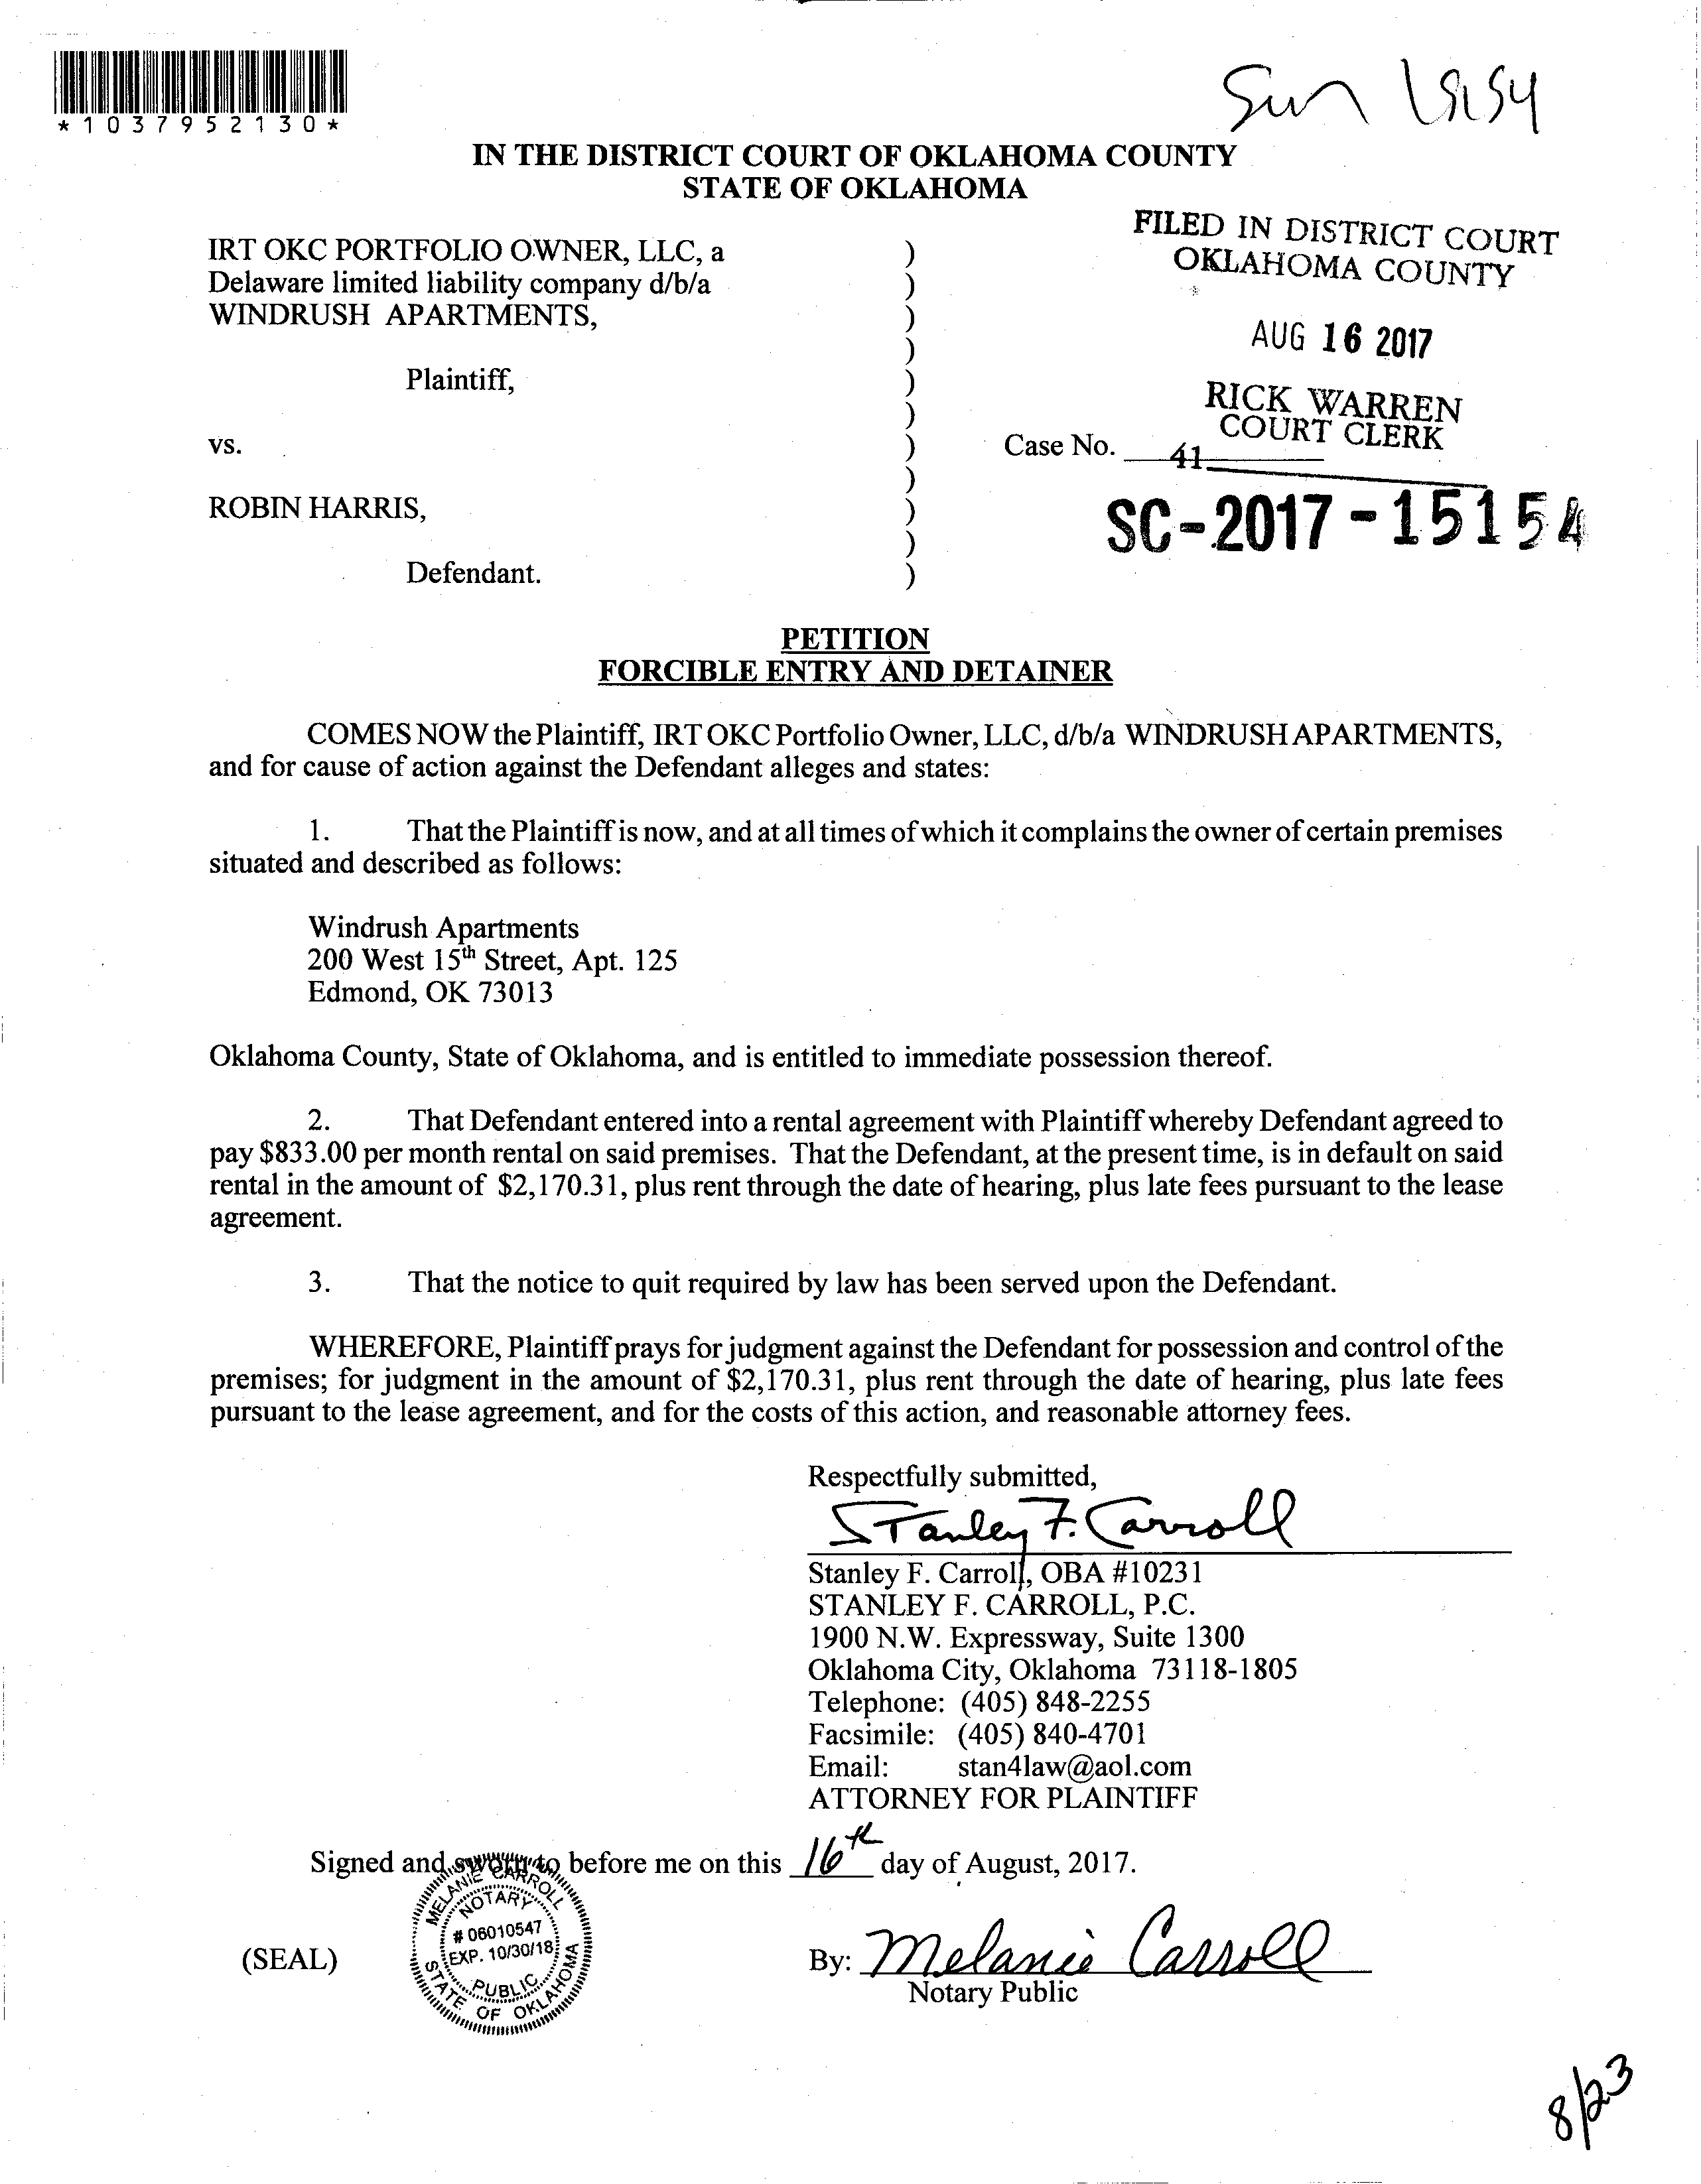 *1037952130*
IN THE DISTRICT COURT OF OKLAHOMA COUNTY
STATE OF OKLAHOMA
FILED IN DISTRICT COURT
OKLAHOMA COUNTY
AUG 16 2017
RICK WARREN
COURT CLERK
41
IRT OKC PORTFOLIO OWNER, LLC, a )
Delaware limited liability company d/b/a )
WINDRUSH APARTMENTS, )
)
Plaintiff, )
)
vs. ) Case No.
)
ROBIN HARRIS, ) SC-2017-15154
)
Defendant. )
PETITION
FORCIBLE ENTRY AND DETAINER
COMES NOW the Plaintiff, IRT OKC Portfolio Owner, LLC, d/b/a WINDRUSH APARTMENTS,
and for cause of action against the Defendant alleges and states:
1. That the Plaintiff is now, and at all times of which it complains the owner of certain premises
situated and described as follows:
Windrush Apartments
200 West 15th Street, Apt. 125
Edmond, OK 73013
Oklahoma County, State of Oklahoma, and is entitled to immediate possession thereof.
2. That Defendant entered into a rental agreement with Plaintiff whereby Defendant agreed to
pay $833.00 per month rental on said premises. That the Defendant, at the present time, is in default on said
rental in the amount of $2,170.31, plus rent through the date of hearing, plus late fees pursuant to the lease
agreement.
3. That the notice to quit required by law has been served upon the Defendant.
WHEREFORE, Plaintiff prays for judgment against the Defendant for possession and control of the
premises; for judgment in the amount of $2,170.31, plus rent through the date of hearing, plus late fees
pursuant to the lease agreement, and for the costs of this action, and reasonable attorney fees.
Respectfully submitted,
Stanley F. Carroll
Stanley F. Carroll, OBA #10231
STANLEY F. CARROLL, P.C.
1900 N.W. Expressway, Suite 1300
Oklahoma City, Oklahoma 73118-1805
Telephone: (405) 848-2255
Facsimile: (405) 840-4701
Email: stan4law@aol.com
ATTORNEY FOR PLAINTIFF
Signed and sworn to before me on this 16th day of August, 2017.
MELANIE CARROLL
NOTARY
# 06010547
EXP. 10/30/18
PUBLIC
STATE OF OKLAHOMA
(SEAL)
By: Melanie Carroll
Notary Public
8/23